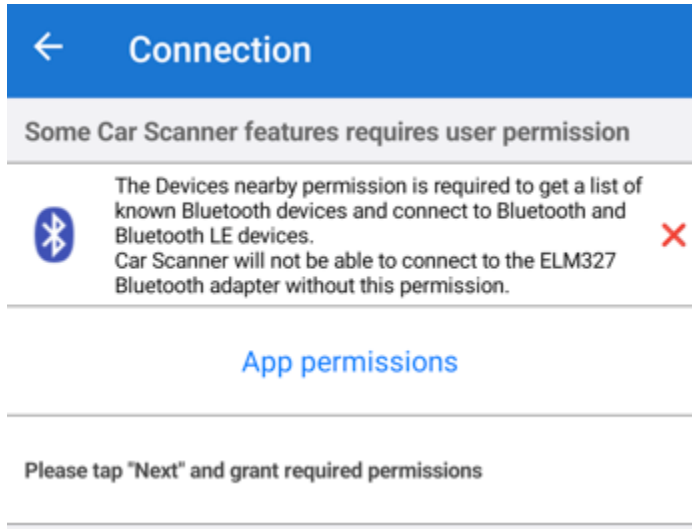 Connection
Some Car Scanner features requires user permission
The Devices nearby permission is required to get a list of
known Bluetooth devices and connect to Bluetooth and
Bluetooth LE devices.
Car Scanner will not be able to connect to the ELM327
Bluetooth adapter without this permission.
App permissions
Please tap "Next" and grant required permissions